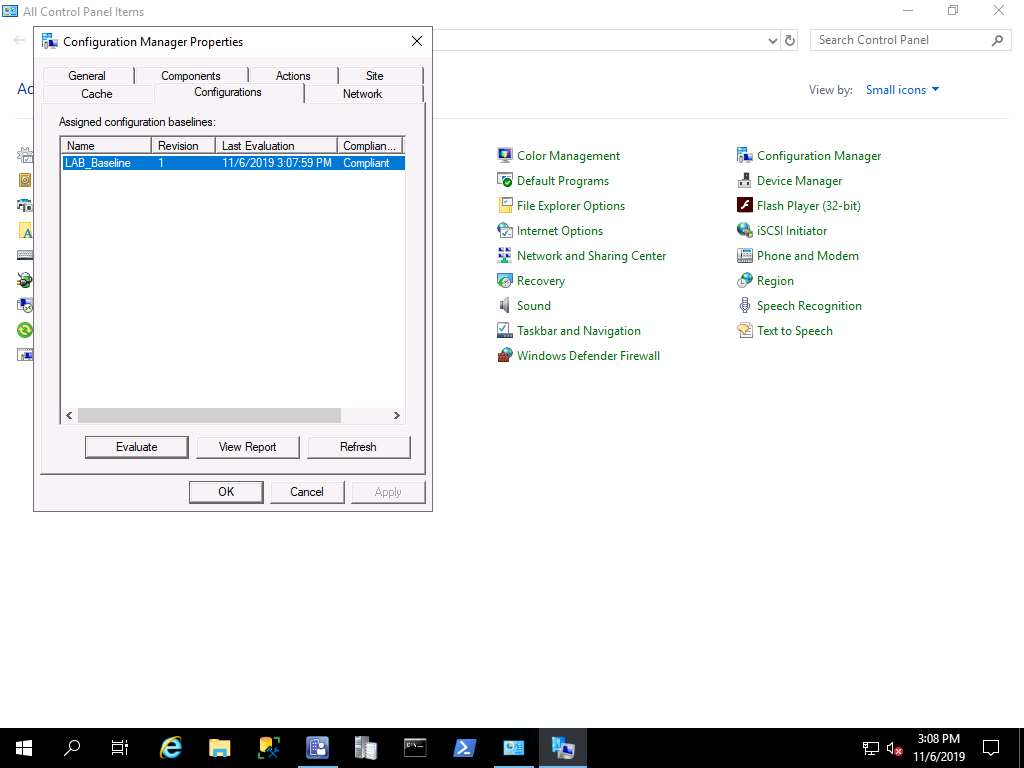 All Control Panel Items
Configuration Manager Properties
Search Control Panel
General Components Actions Site
Cache Configurations Network
Ad
View by: Small icons
Assigned configuration baselines:
Name Revision Last Evaluation Complian...
LAB_Baseline 1 11/6/2019 3:07:59 PM Compliant
Evaluate View Report Refresh
OK Cancel Apply
Color Management
Default Programs
File Explorer Options
Internet Options
Network and Sharing Center
Recovery
Sound
Taskbar and Navigation
Windows Defender Firewall
Configuration Manager
Device Manager
Flash Player (32-bit)
iSCSI Initiator
Phone and Modem
Region
Speech Recognition
Text to Speech
3:08 PM
11/6/2019